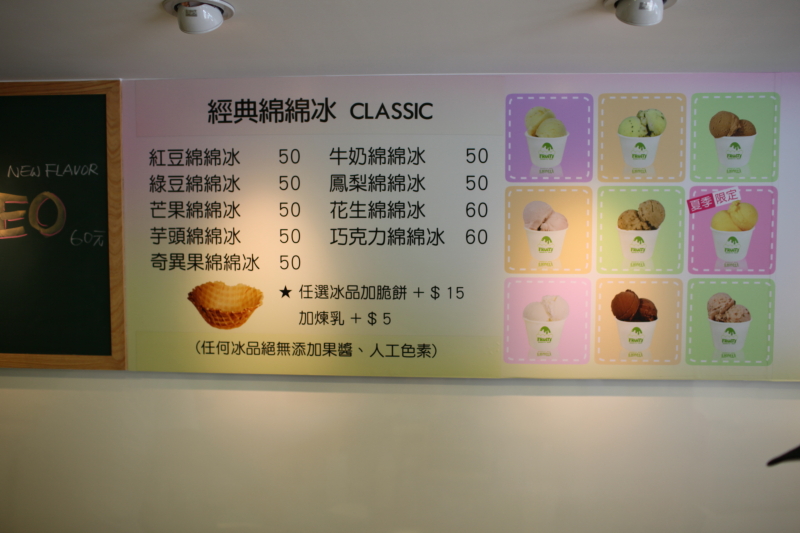 NEW FLAVOR
EO
60元
經典綿綿冰 CLASSIC
紅豆綿綿冰 50 牛奶綿綿冰 50
綠豆綿綿冰 50 鳳梨綿綿冰 50
芒果綿綿冰 50 花生綿綿冰 60
芋頭綿綿冰 50 巧克力綿綿冰 60
奇異果綿綿冰 50
★ 任選冰品加脆餅 + $ 15
加煉乳 + $ 5
(任何冰品絕無添加果醬、人工色素)
夏季限定